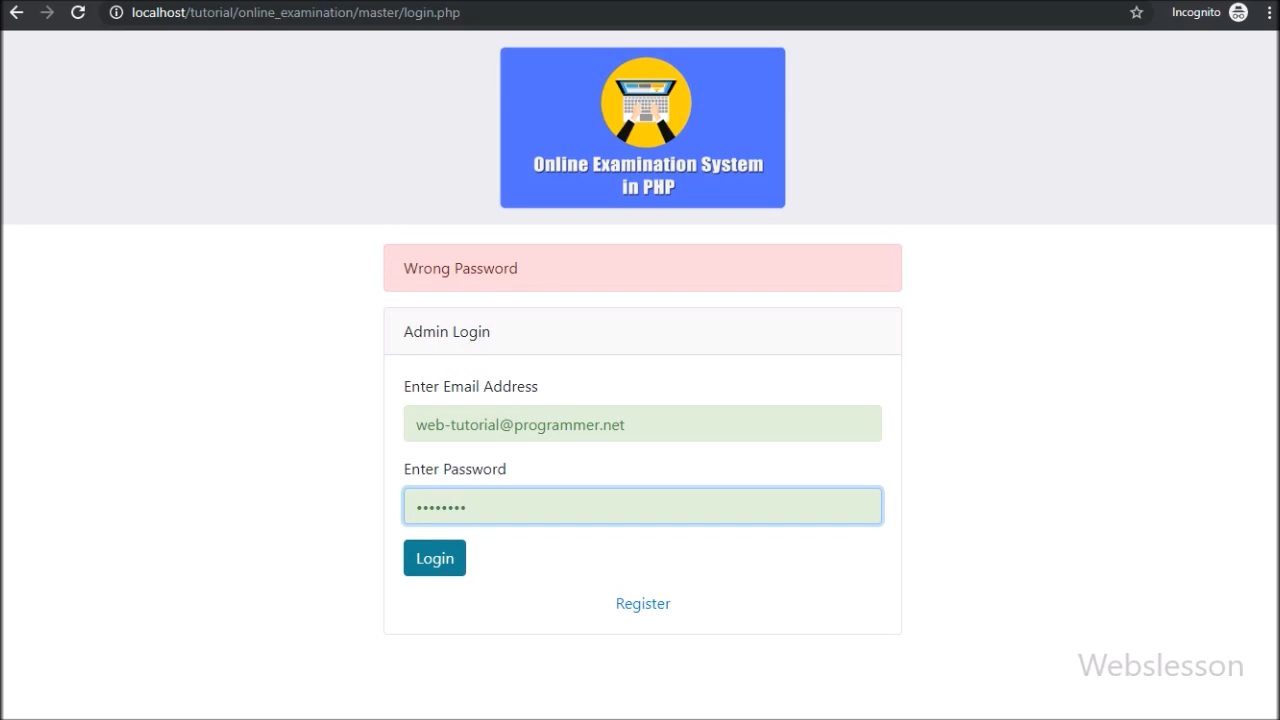 localhost/tutorial/online_examination/master/login.php
Incognito
Online Examination System
in PHP
Wrong Password
Admin Login
Enter Email Address
web-tutorial@programmer.net
Enter Password
••••••••
Login
Register
Webslesson